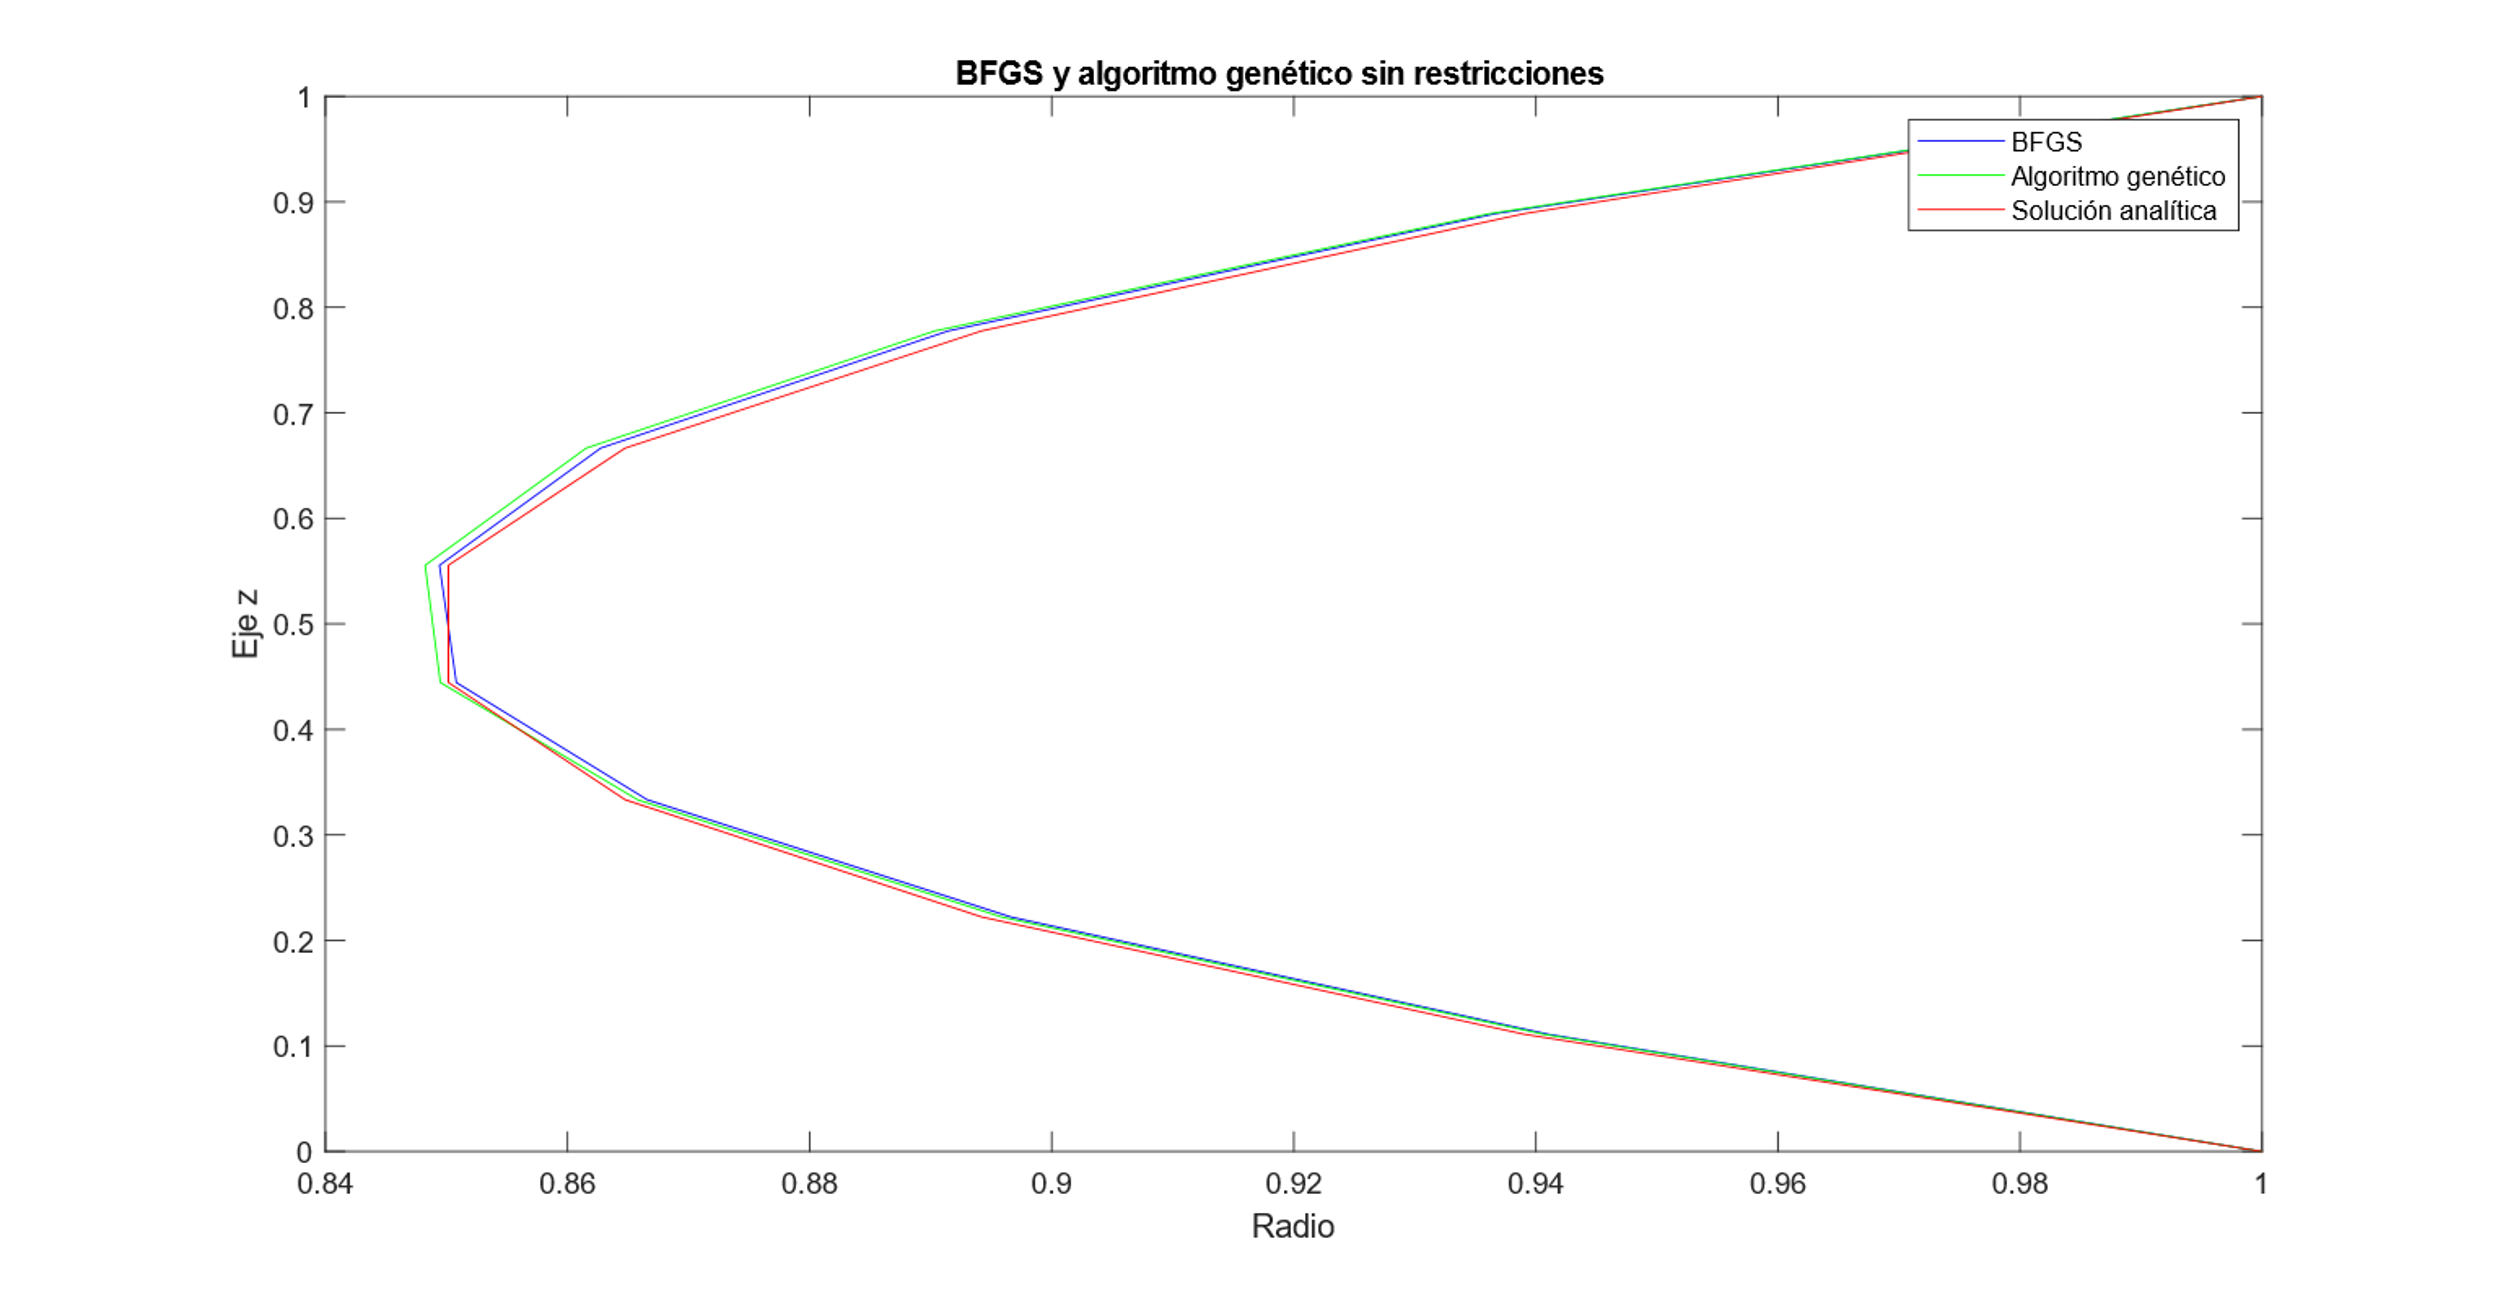 BFGS y algoritmo genético sin restricciones
1
0.9
0.8
0.7
0.6
0.5
0.4
0.3
0.2
0.1
0
Eje z
BFGS
Algoritmo genético
Solución analítica
0.84 0.86 0.88 0.9 0.92 0.94 0.96 0.98 1
Radio